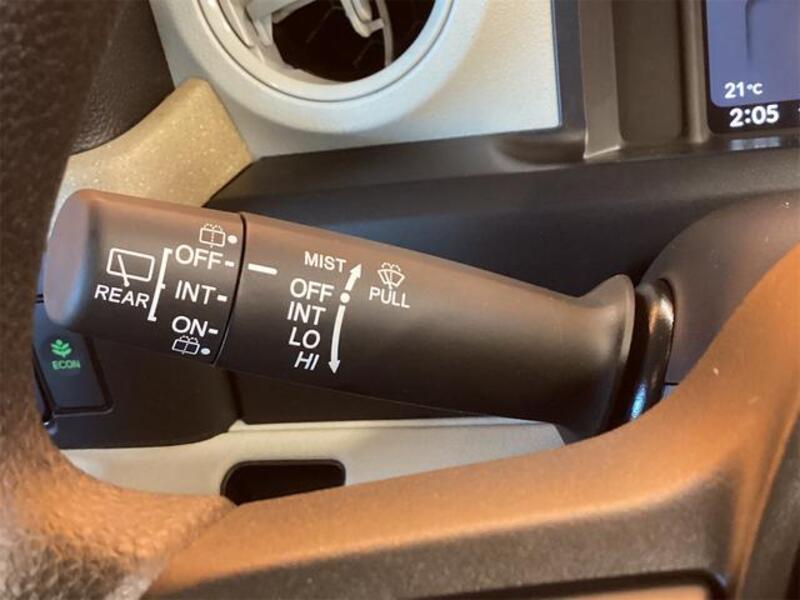 21°C
2:05
OFF
REAR
INT
ON
MIST
OFF
INT
LO
HI
PULL
ECON